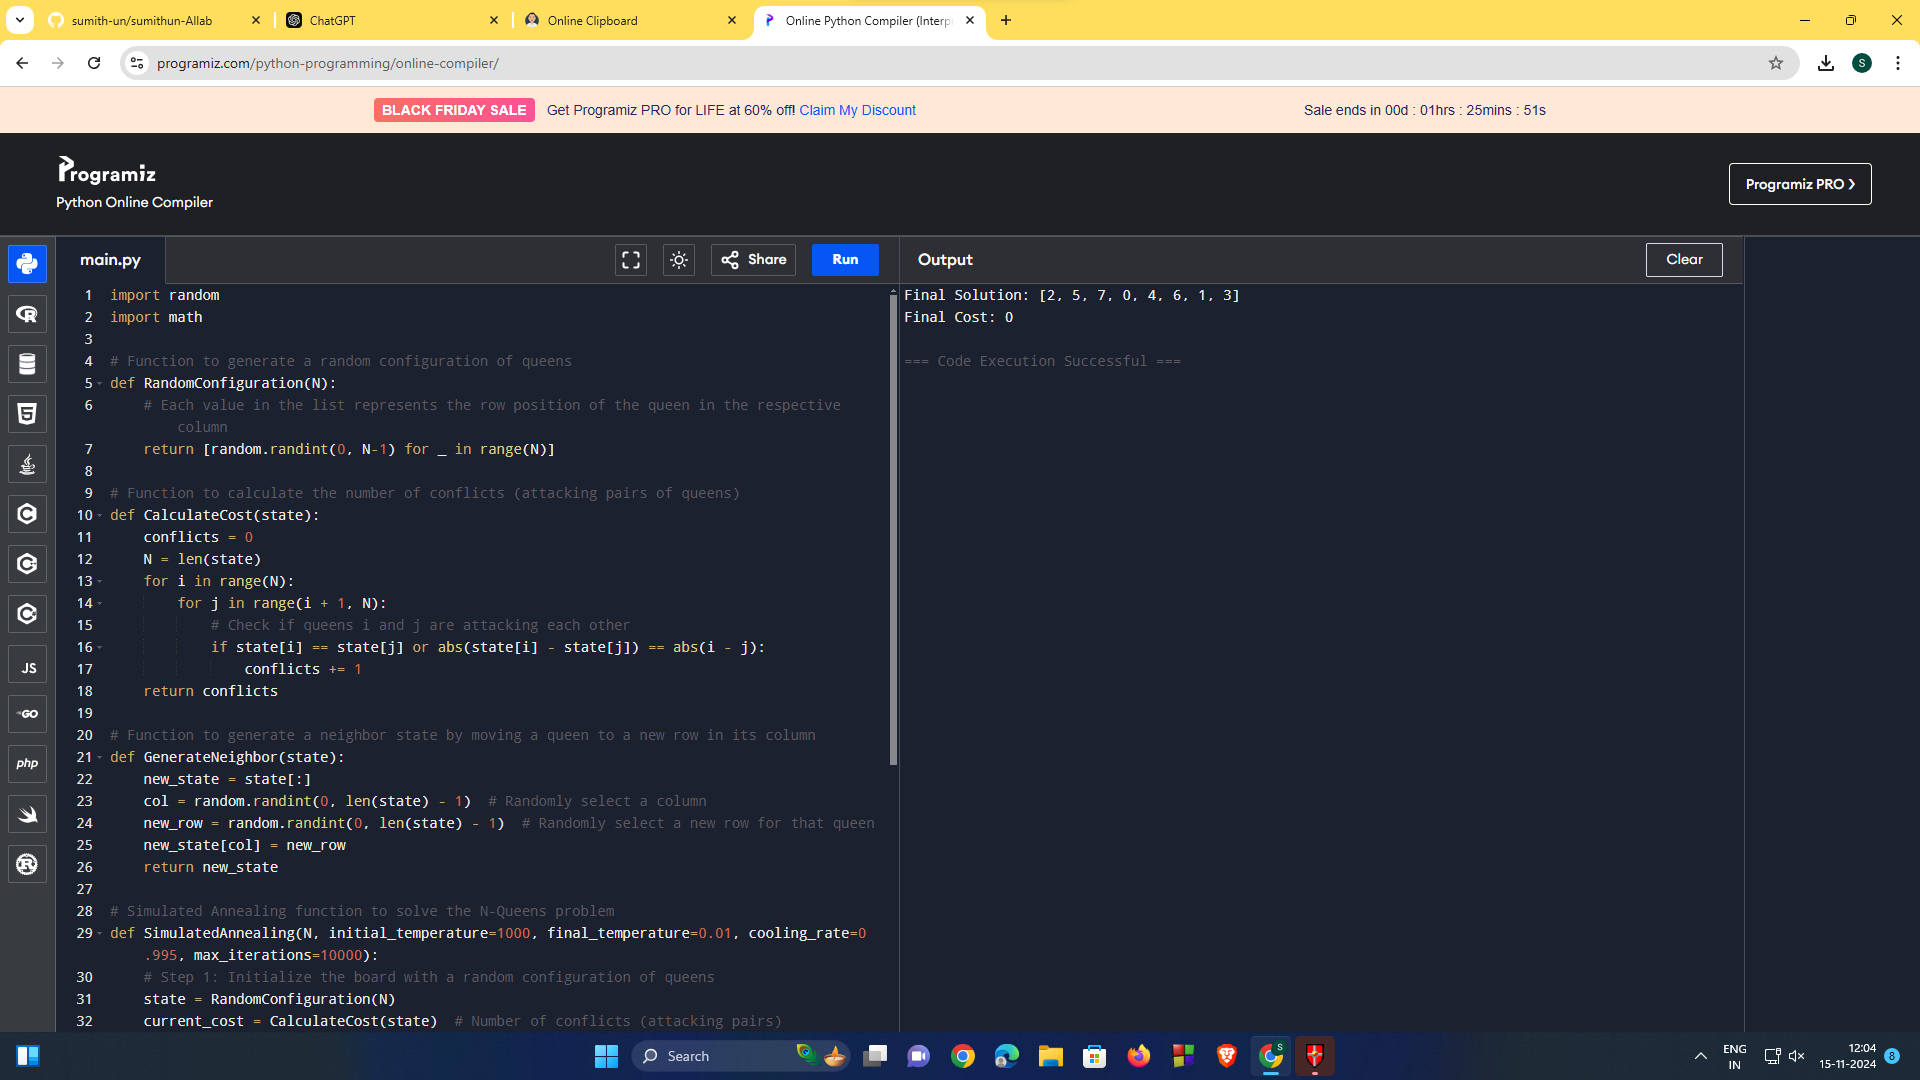 sumith-un/sumithun-Allab
ChatGPT
Online Clipboard
Online Python Compiler (Interp
programiz.com/python-programming/online-compiler/
S
BLACK FRIDAY SALE Get Programiz PRO for LIFE at 60% off! Claim My Discount
Sale ends in 00d : 01hrs : 25mins : 51s
Programiz
Python Online Compiler
Programiz PRO
main.py
Share
Run
Output
Clear
1 import random
2 import math
3
4 # Function to generate a random configuration of queens
5 def RandomConfiguration(N):
6 # Each value in the list represents the row position of the queen in the respective
column
7 return [random.randint(0, N-1) for _ in range(N)]
8
9 # Function to calculate the number of conflicts (attacking pairs of queens)
10 def CalculateCost(state):
11 conflicts = 0
12 N = len(state)
13 for i in range(N):
14 for j in range(i + 1, N):
15 # Check if queens i and j are attacking each other
16 if state[i] == state[j] or abs(state[i] - state[j]) == abs(i - j):
17 conflicts += 1
18 return conflicts
19
20 # Function to generate a neighbor state by moving a queen to a new row in its column
21 def GenerateNeighbor(state):
22 new_state = state[:]
23 col = random.randint(0, len(state) - 1)  # Randomly select a column
24 new_row = random.randint(0, len(state) - 1)  # Randomly select a new row for that queen
25 new_state[col] = new_row
26 return new_state
27
28 # Simulated Annealing function to solve the N-Queens problem
29 def SimulatedAnnealing(N, initial_temperature=1000, final_temperature=0.01, cooling_rate=0
.995, max_iterations=10000):
30 # Step 1: Initialize the board with a random configuration of queens
31 state = RandomConfiguration(N)
32 current_cost = CalculateCost(state)  # Number of conflicts (attacking pairs)
Final Solution: [2, 5, 7, 0, 4, 6, 1, 3]
Final Cost: 0
=== Code Execution Successful ===
JS
GO
php
Search
S
ENG
IN
12:04
15-11-2024
8